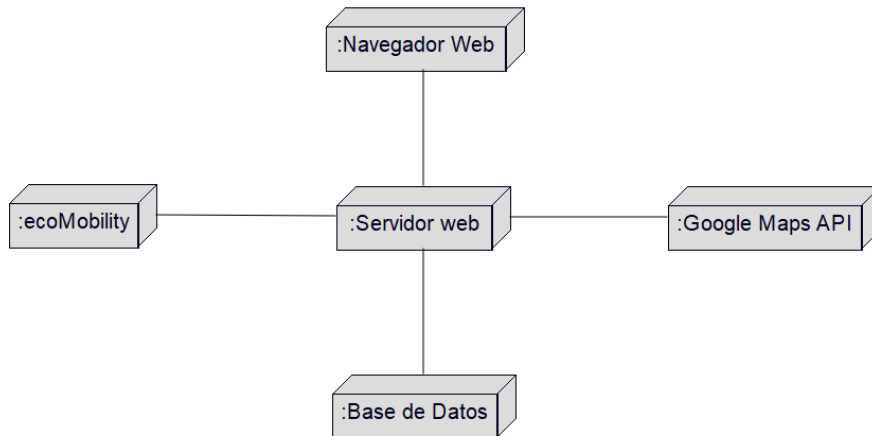 :Navegador Web
:ecoMobility
:Servidor web
:Google Maps API
:Base de Datos